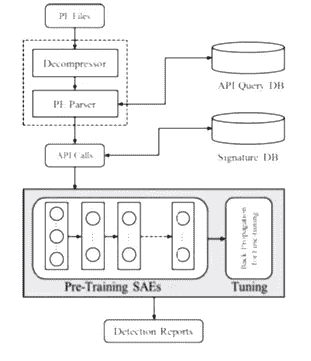 PE Files
Decompressor
PE Parser
API Query DB
API Calls
Signature DB
Back Propagation
for Fine-tuning
Pre-Training SAEs
Tuning
Detection Reports